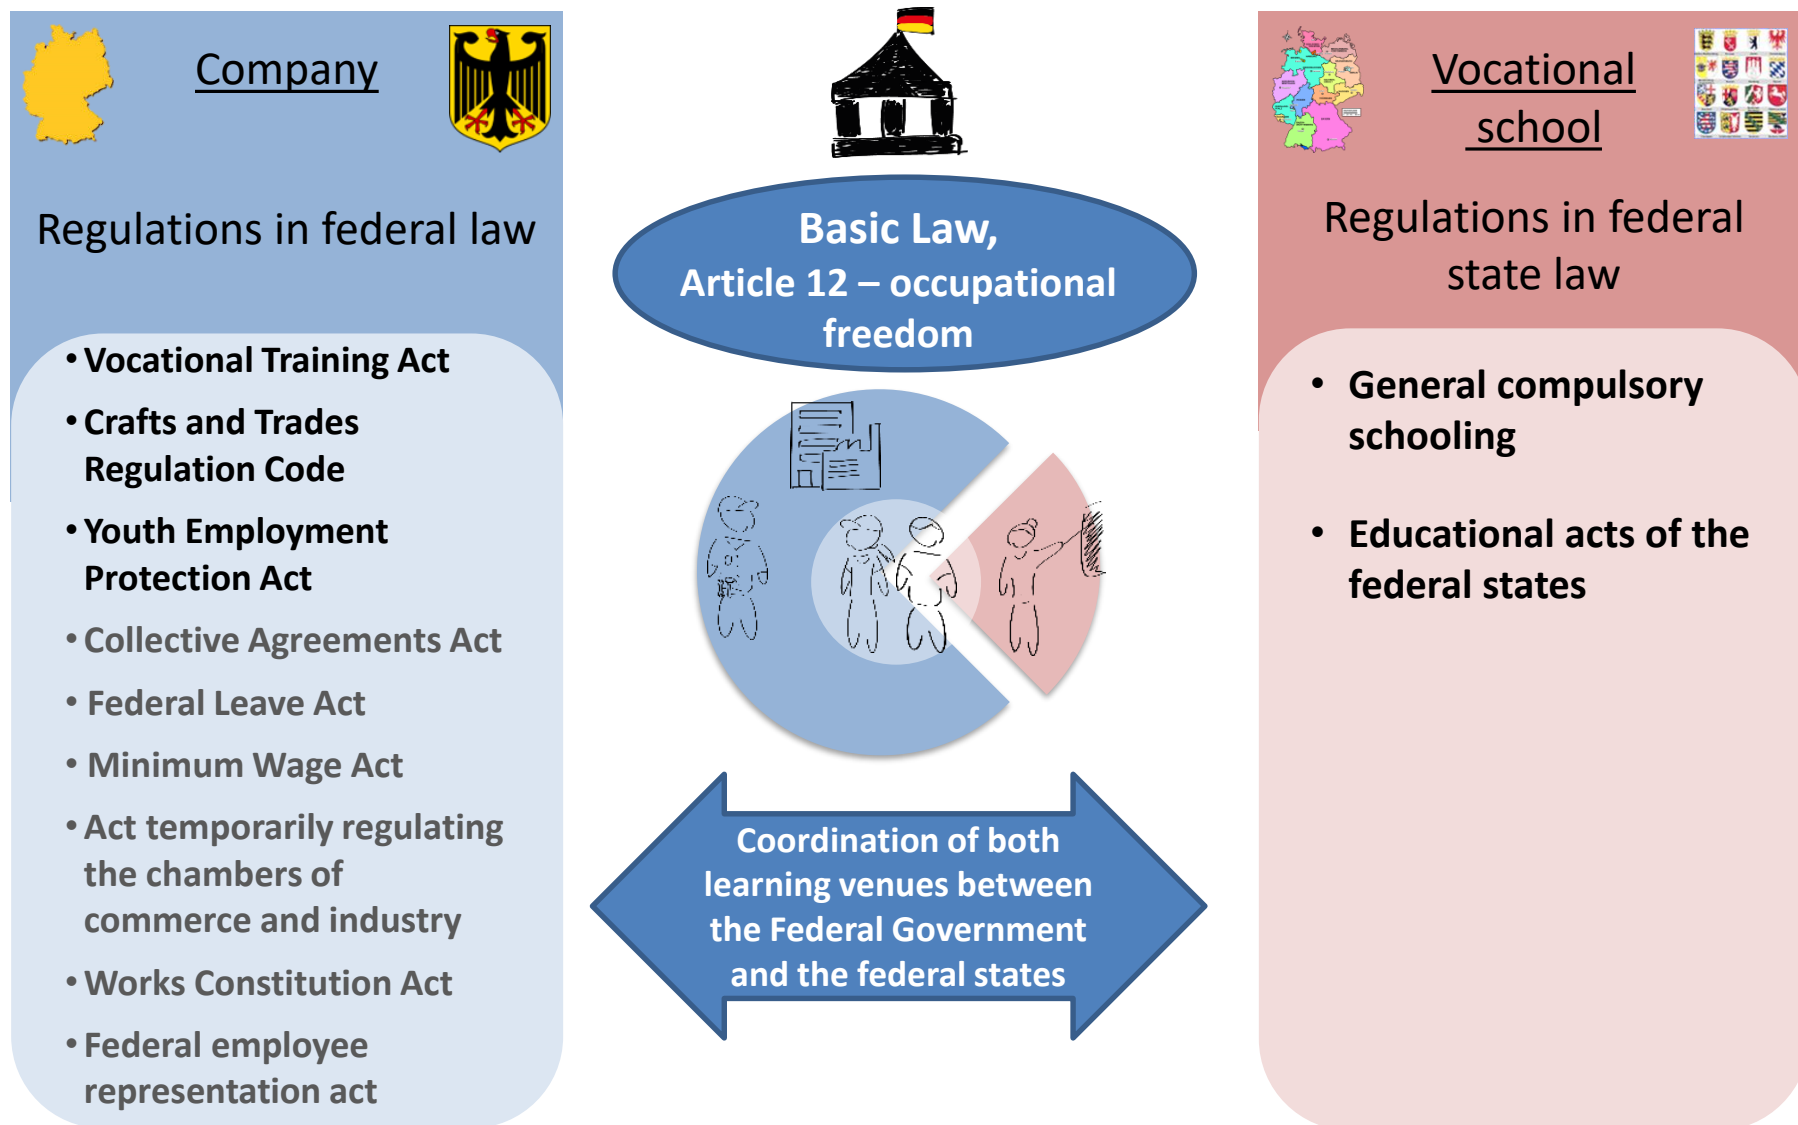 Company
Regulations in federal law
• Vocational Training Act
• Crafts and Trades
Regulation Code
• Youth Employment
Protection Act
• Collective Agreements Act
• Federal Leave Act
• Minimum Wage Act
• Act temporarily regulating
the chambers of
commerce and industry
• Works Constitution Act
• Federal employee
representation act
Basic Law,
Article 12 – occupational
freedom
Coordination of both
learning venues between
the Federal Government
and the federal states
Vocational
school
Regulations in federal
state law
• General compulsory
schooling
• Educational acts of the
federal states